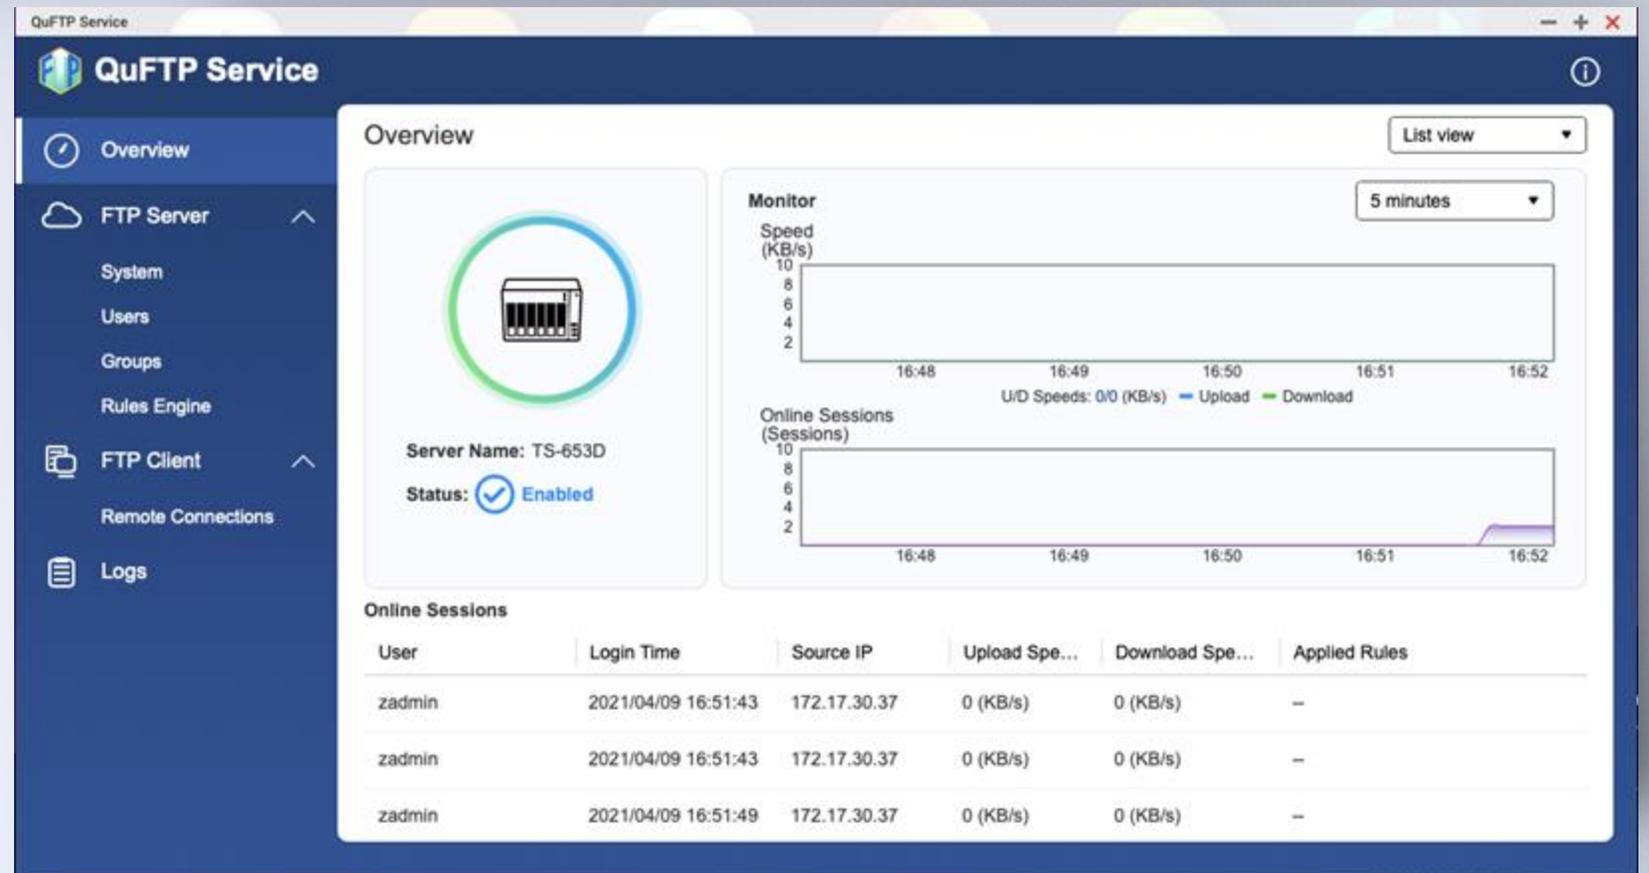 QuFTP Service
QuFTP Service
Overview
FTP Server
System
Users
Groups
Rules Engine
FTP Client
Remote Connections
Logs
Overview
List view
Server Name: TS-653D
Status: Enabled
Monitor
5 minutes
Speed
(KB/s)
10
8
6
4
2
16:48 16:49 16:50 16:51 16:52
U/D Speeds: 0/0 (KB/s) Upload Download
Online Sessions
(Sessions)
10
8
6
4
2
16:48 16:49 16:50 16:51 16:52
Online Sessions
User Login Time Source IP Upload Spe... Download Spe... Applied Rules
zadmin 2021/04/09 16:51:43 172.17.30.37 0 (KB/s) 0 (KB/s) --
zadmin 2021/04/09 16:51:43 172.17.30.37 0 (KB/s) 0 (KB/s) --
zadmin 2021/04/09 16:51:49 172.17.30.37 0 (KB/s) 0 (KB/s) --